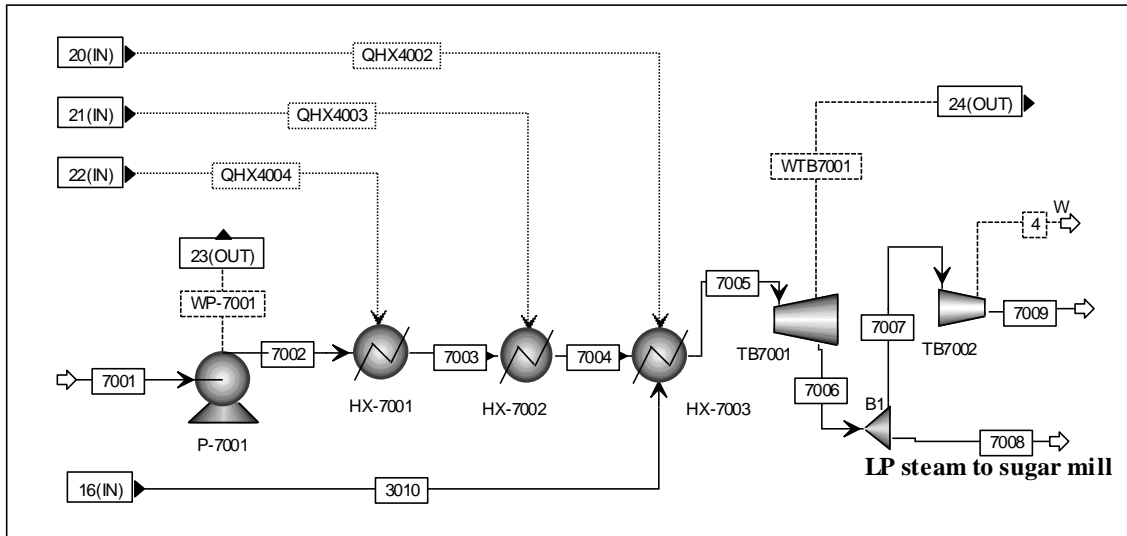 20(IN)
QHX4002
21(IN)
QHX4003
22(IN)
QHX4004
24(OUT)
WTB7001
23(OUT)
WP-7001
4
W
7001
7002
7003
7004
7005
7006
7007
7009
7008
P-7001
HX-7001
HX-7002
HX-7003
TB7001
TB7002
B1
LP steam to sugar mill
16(IN)
3010